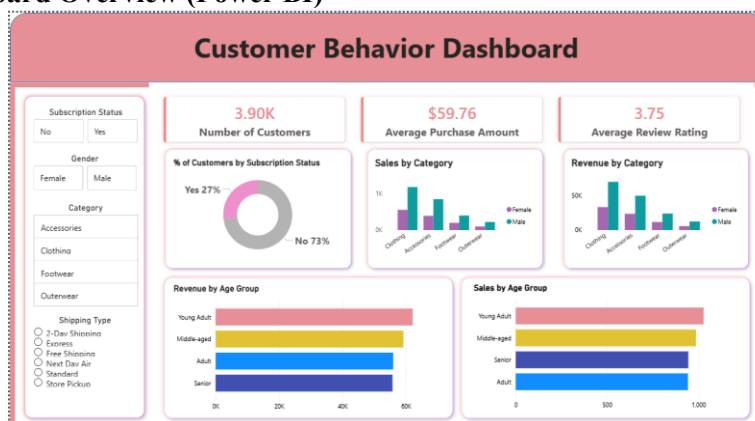 ard Overview (Power BI)
Customer Behavior Dashboard
Subscription Status
No Yes
Gender
Female Male
Category
Accessories
Clothing
Footwear
Outerwear
Shipping Type
2-Day Shipping
Express
Free Shipping
Next Day Air
Standard
Store Pickup
3.90K
Number of Customers
$59.76
Average Purchase Amount
3.75
Average Review Rating
% of Customers by Subscription Status
Yes 27%
No 73%
Sales by Category
1K
0K
Clothing Accessories Footwear Outerwear
Female
Male
Revenue by Category
50K
0K
Clothing Accessories Footwear Outerwear
Female
Male
Revenue by Age Group
Young Adult
Middle-aged
Adult
Senior
0K 20K 40K 60K
Sales by Age Group
Young Adult
Middle-aged
Senior
Adult
0 500 1,000